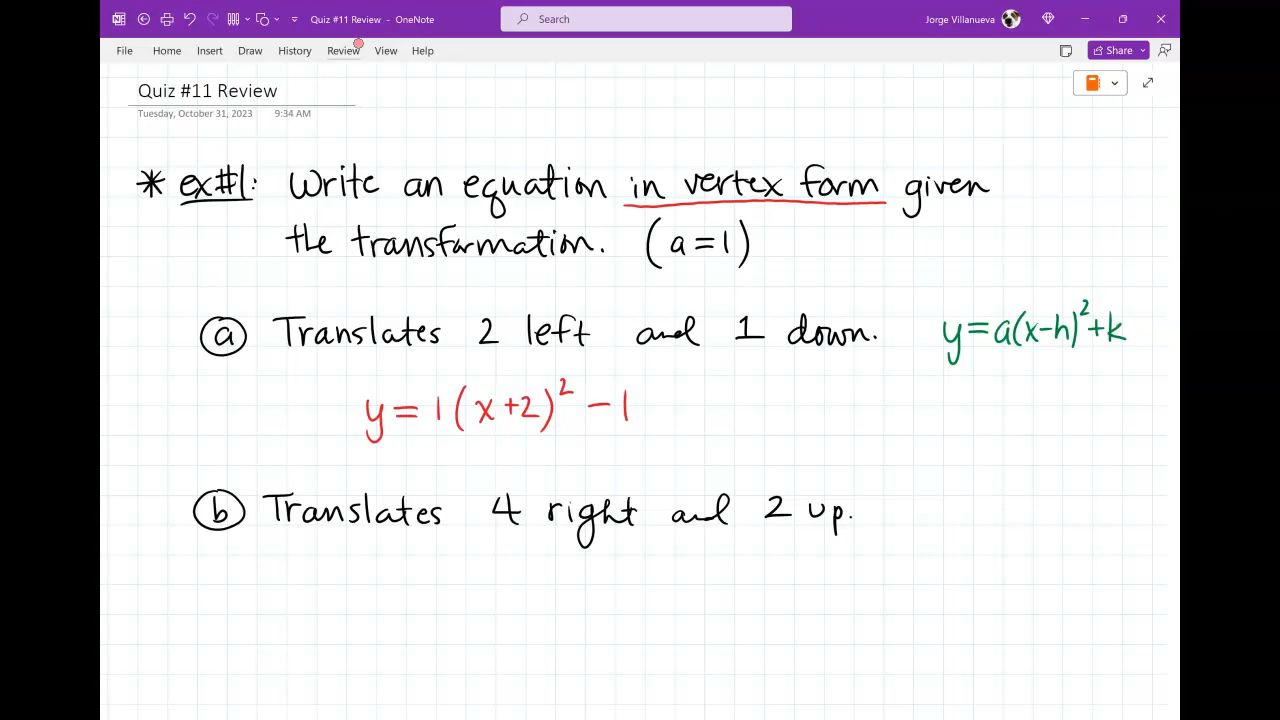 Quiz #11 Review - OneNote
Search
Jorge Villanueva
File Home Insert Draw History Review View Help
Share
Quiz #11 Review
Tuesday, October 31, 2023 9:34 AM
* ex#1: Write an equation in vertex form given
the transformation. (a=1)
ⓐ Translates 2 left and 1 down. y=a(x-h)²+k
y = 1(x+2)² - 1
ⓑ Translates 4 right and 2 up.